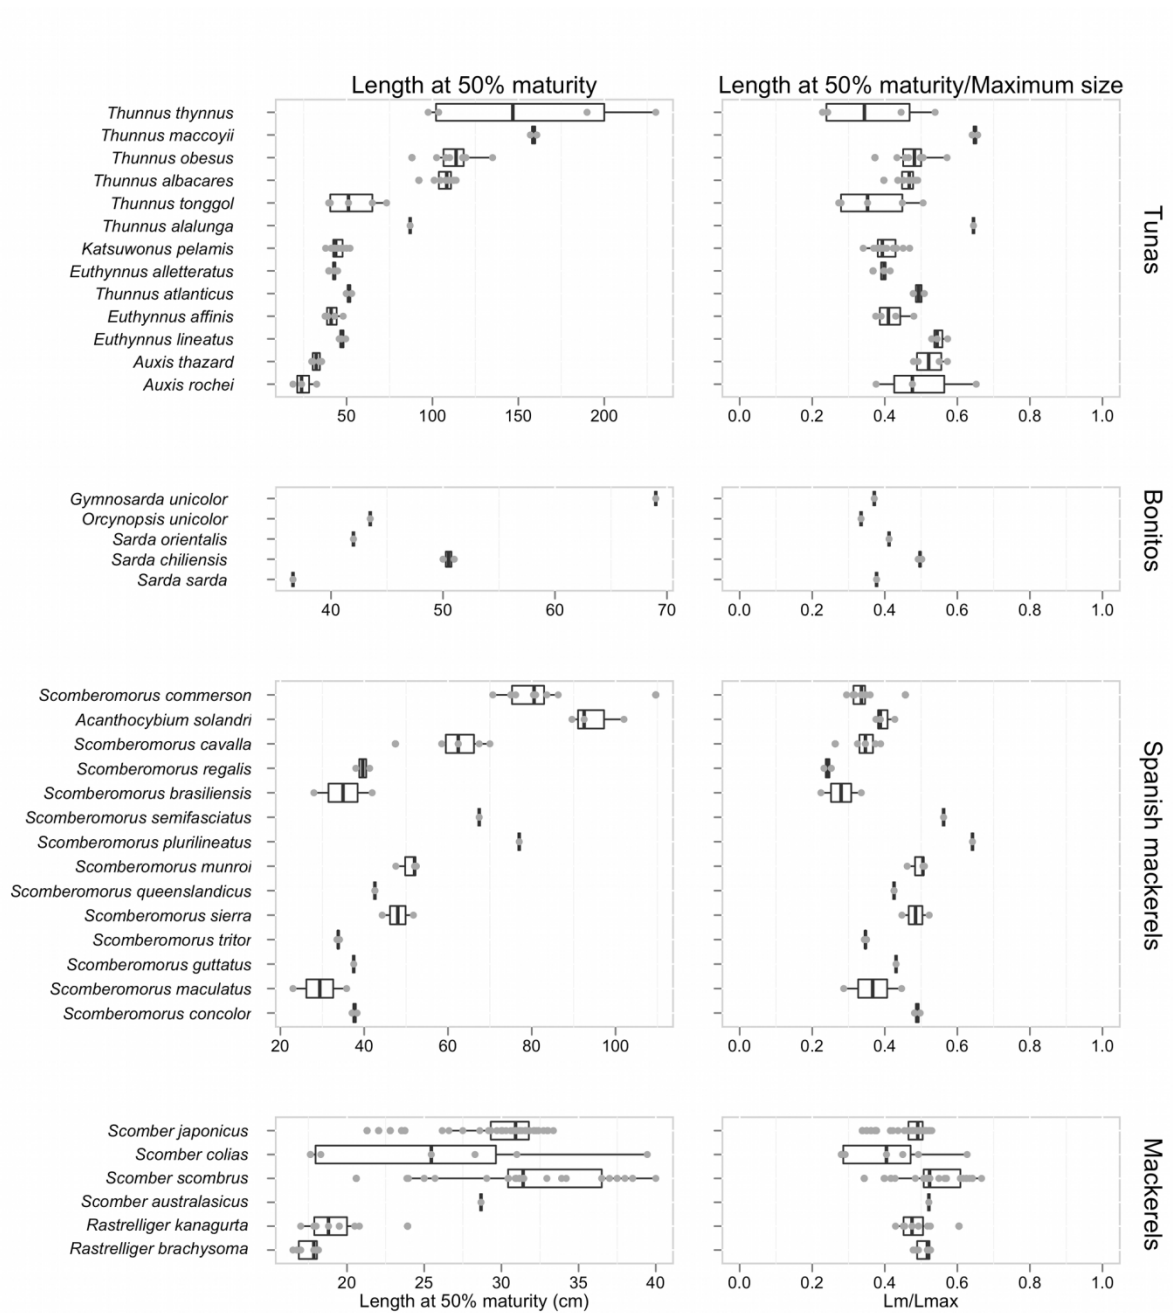 Length at 50% maturity
Length at 50% maturity/Maximum size
Thunnus thynnus
Thunnus maccoyii
Thunnus obesus
Thunnus albacares
Thunnus tonggol
Thunnus alalunga
Katsuwonus pelamis
Euthynnus alletteratus
Thunnus atlanticus
Euthynnus affinis
Euthynnus lineatus
Auxis thazard
Auxis rochei
Tunas
50 100 150 200
0.0 0.2 0.4 0.6 0.8 1.0
Gymnosarda unicolor
Orcynopsis unicolor
Sarda orientalis
Sarda chiliensis
Sarda sarda
Bonitos
40 50 60 70
0.0 0.2 0.4 0.6 0.8 1.0
Scomberomorus commerson
Acanthocybium solandri
Scomberomorus cavalla
Scomberomorus regalis
Scomberomorus brasiliensis
Scomberomorus semifasciatus
Scomberomorus plurilineatus
Scomberomorus munroi
Scomberomorus queenslandicus
Scomberomorus sierra
Scomberomorus tritor
Scomberomorus guttatus
Scomberomorus maculatus
Scomberomorus concolor
Spanish mackerels
20 40 60 80 100
0.0 0.2 0.4 0.6 0.8 1.0
Scomber japonicus
Scomber colias
Scomber scombrus
Scomber australasicus
Rastrelliger kanagurta
Rastrelliger brachysoma
Mackerels
20 25 30 35 40
0.0 0.2 0.4 0.6 0.8 1.0
Length at 50% maturity (cm)
Lm/Lmax